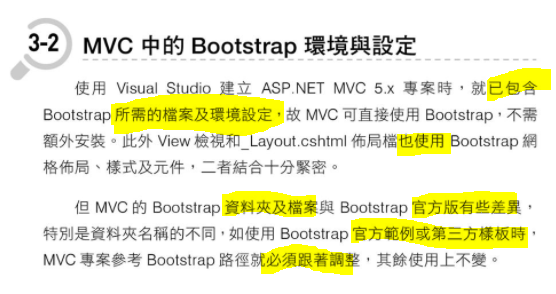 3-2 MVC 中的 Bootstrap 環境與設定
使用 Visual Studio 建立 ASP.NET MVC 5.x 專案時，就已包含
Bootstrap 所需的檔案及環境設定，故 MVC 可直接使用 Bootstrap，不需
額外安裝。此外 View 檢視和_Layout.cshtml 佈局檔也使用 Bootstrap 網
格佈局、樣式及元件，二者結合十分緊密。
但 MVC 的 Bootstrap 資料夾及檔案與 Bootstrap 官方版有些差異，
特別是資料夾名稱的不同，如使用 Bootstrap 官方範例或第三方樣板時，
MVC 專案參考 Bootstrap 路徑就必須跟著調整，其餘使用上不變。